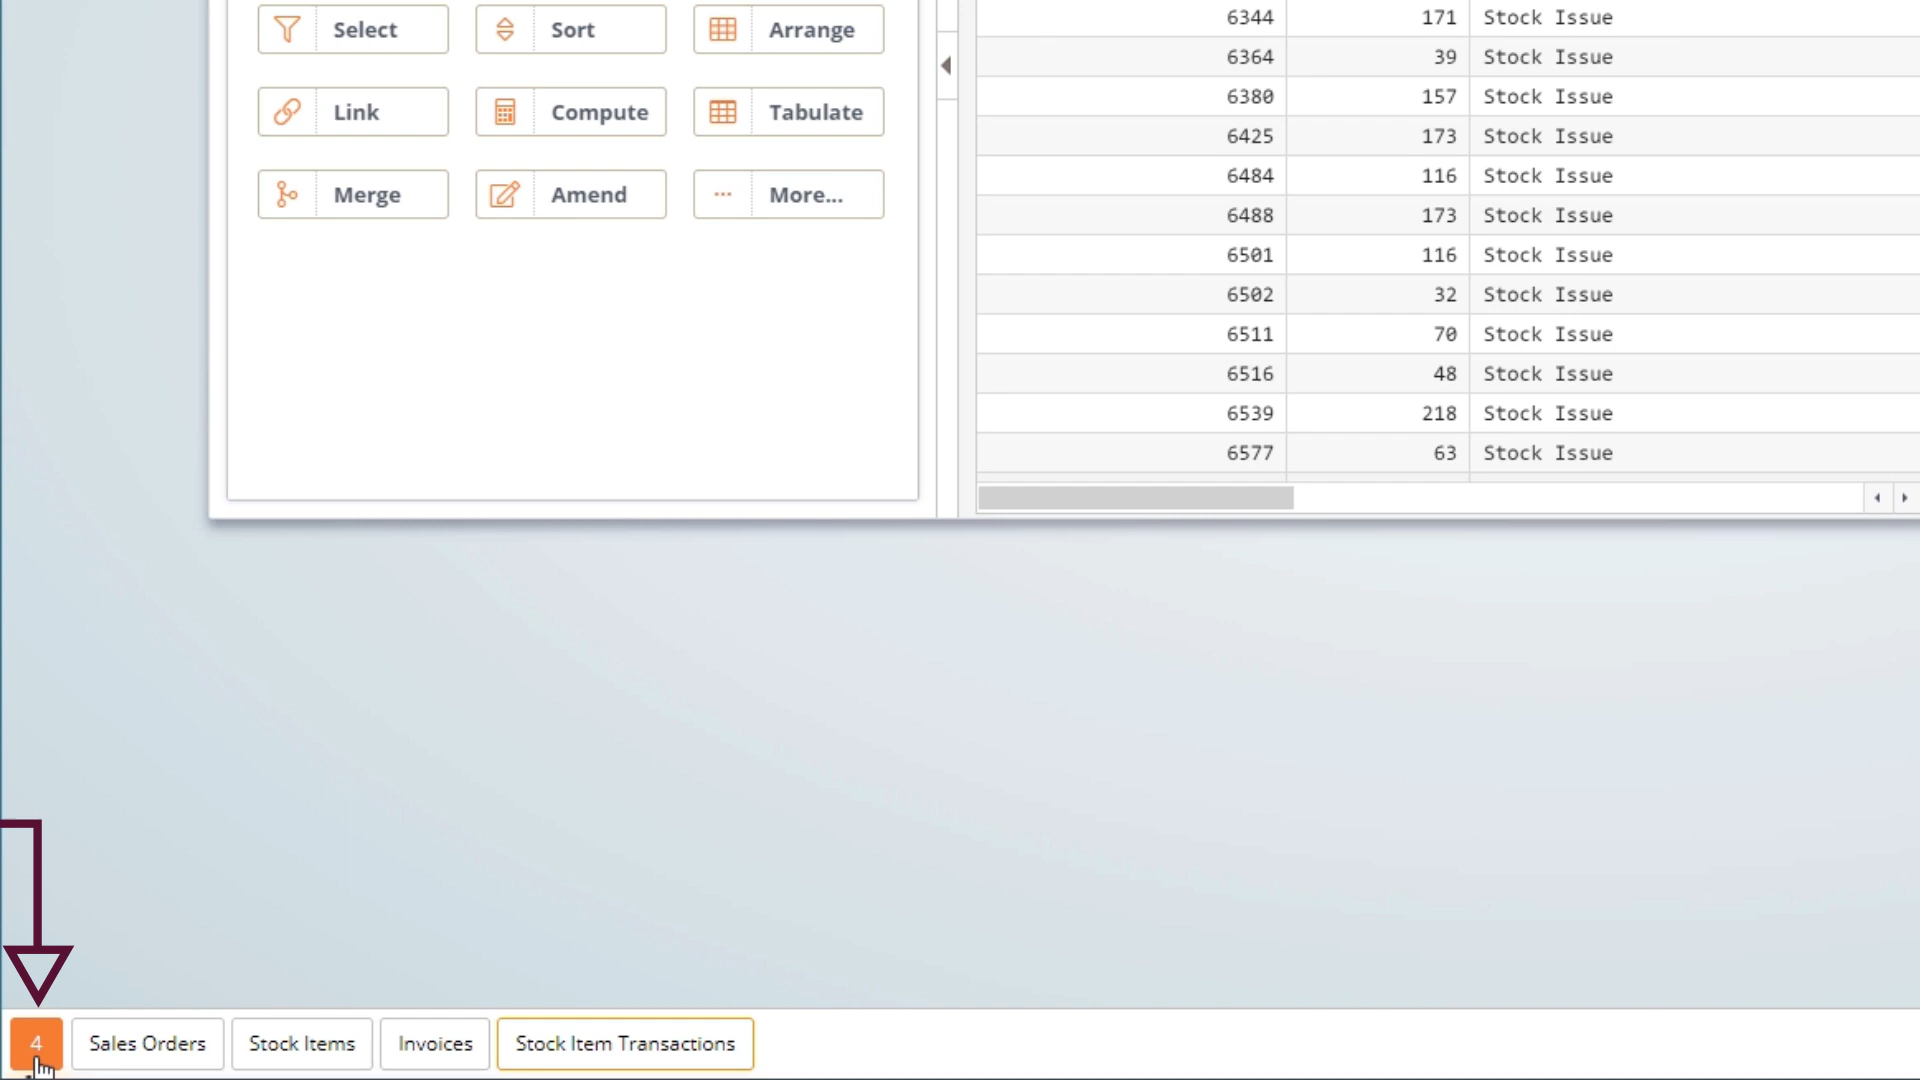 Select Sort Arrange
Link Compute Tabulate
Merge Amend More...
6344 171 Stock Issue
6364 39 Stock Issue
6380 157 Stock Issue
6425 173 Stock Issue
6484 116 Stock Issue
6488 173 Stock Issue
6501 116 Stock Issue
6502 32 Stock Issue
6511 70 Stock Issue
6516 48 Stock Issue
6539 218 Stock Issue
6577 63 Stock Issue
4 Sales Orders Stock Items Invoices Stock Item Transactions